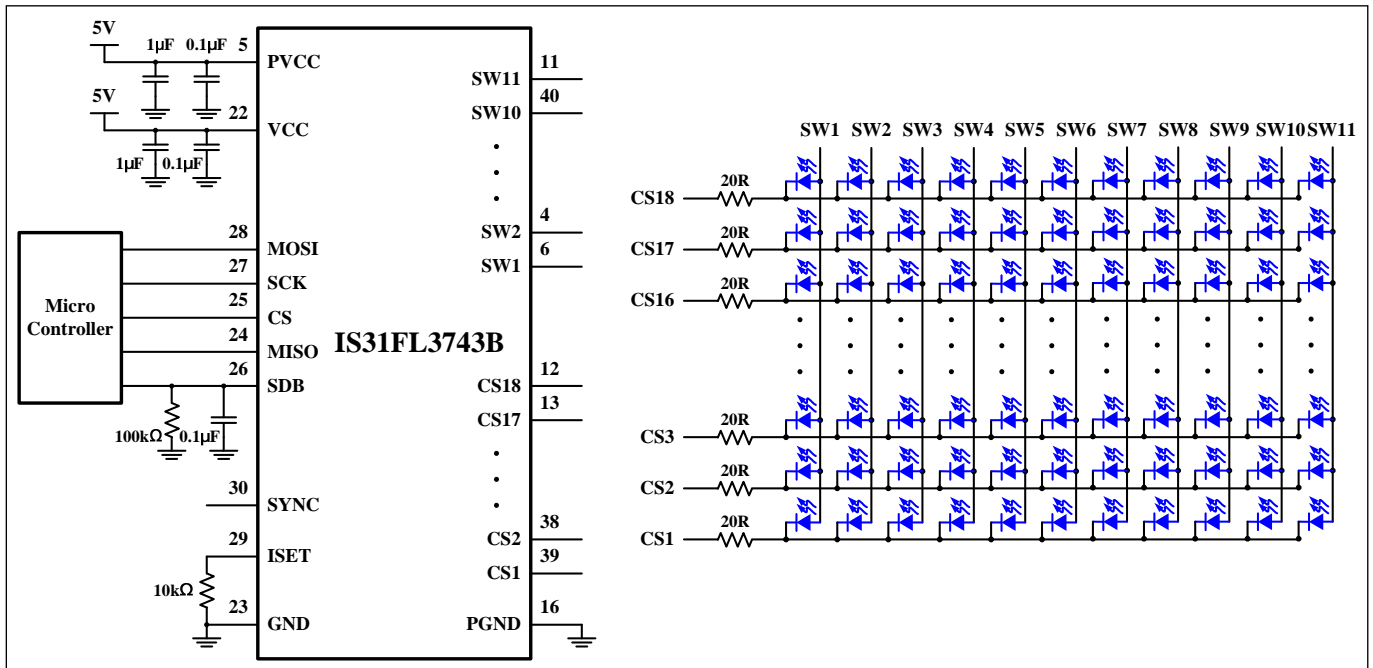 5V
1μF 0.1μF 5 PVCC
5V
22 VCC
1μF 0.1μF
Micro
Controller
28 MOSI
27 SCK
25 CS
24 MISO
26 SDB
100kΩ 0.1μF
30 SYNC
29 ISET
10kΩ
23 GND
IS31FL3743B
11
SW11
40
SW10
4
SW2
6
SW1
12
CS18
13
CS17
38
CS2
39
CS1
16
PGND
SW1 SW2 SW3 SW4 SW5 SW6 SW7 SW8 SW9 SW10 SW11
CS18 20R
CS17 20R
CS16 20R
CS3 20R
CS2 20R
CS1 20R